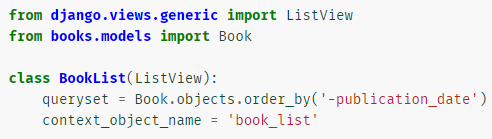 from django.views.generic import ListView
from books.models import Book
class BookList(ListView):
    queryset = Book.objects.order_by('-publication_date')
    context_object_name = 'book_list'